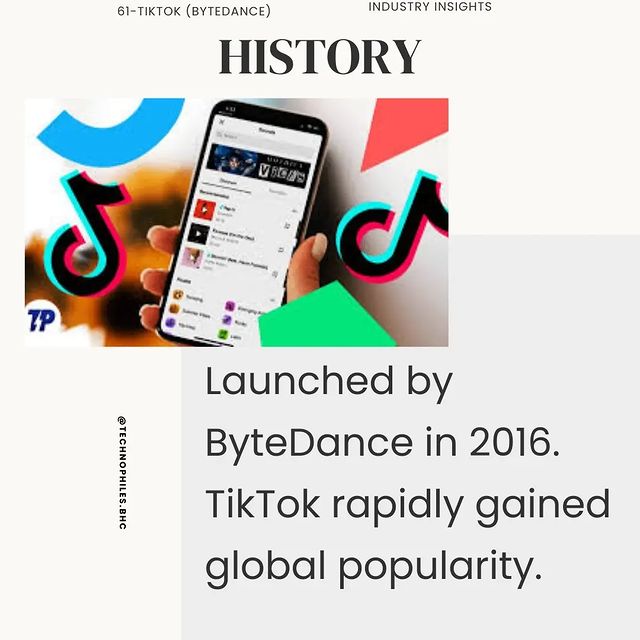 61-TIKTOK (BYTEDANCE)
INDUSTRY INSIGHTS
HISTORY
Sounds
TP
Launched by
ByteDance in 2016.
TikTok rapidly gained
global popularity.
@TECHNOPHILES.BHC